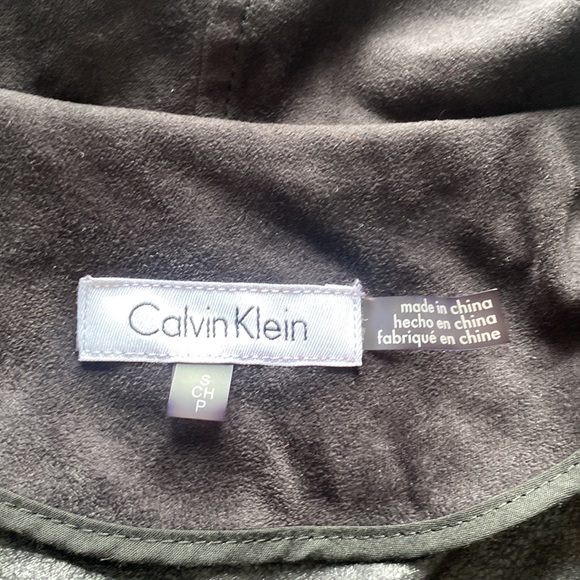 Calvin Klein
made in china
hecho en china
fabriqué en chine
S
CH
P